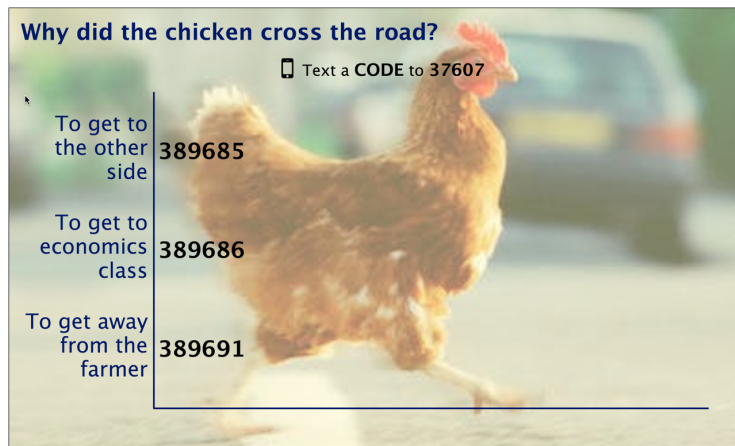 Why did the chicken cross the road?
Text a CODE to 37607
To get to
the other
side
389685
To get to
economics
class
389686
To get away
from the
farmer
389691